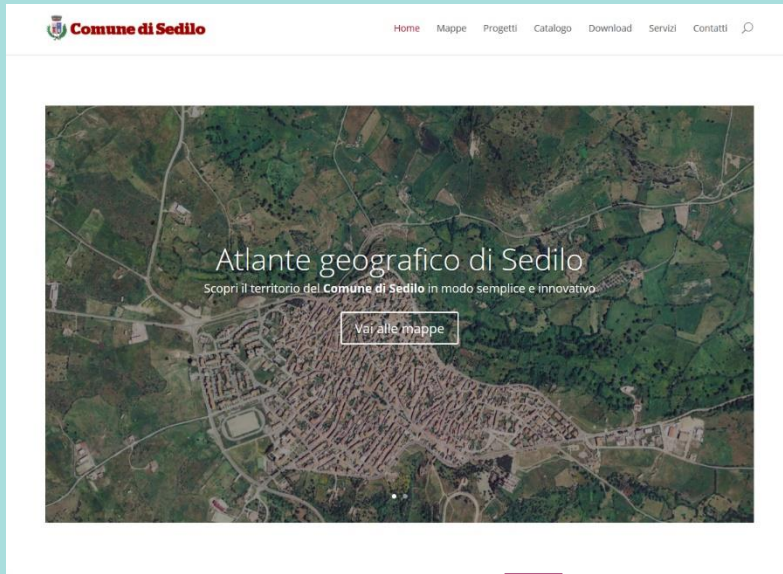 Comune di Sedilo
Home Mappe Progetti Catalogo Download Servizi Contatti
Atlante geografico di Sedilo
Scopri il territorio del Comune di Sedilo in modo semplice e innovativo
Vai alle mappe